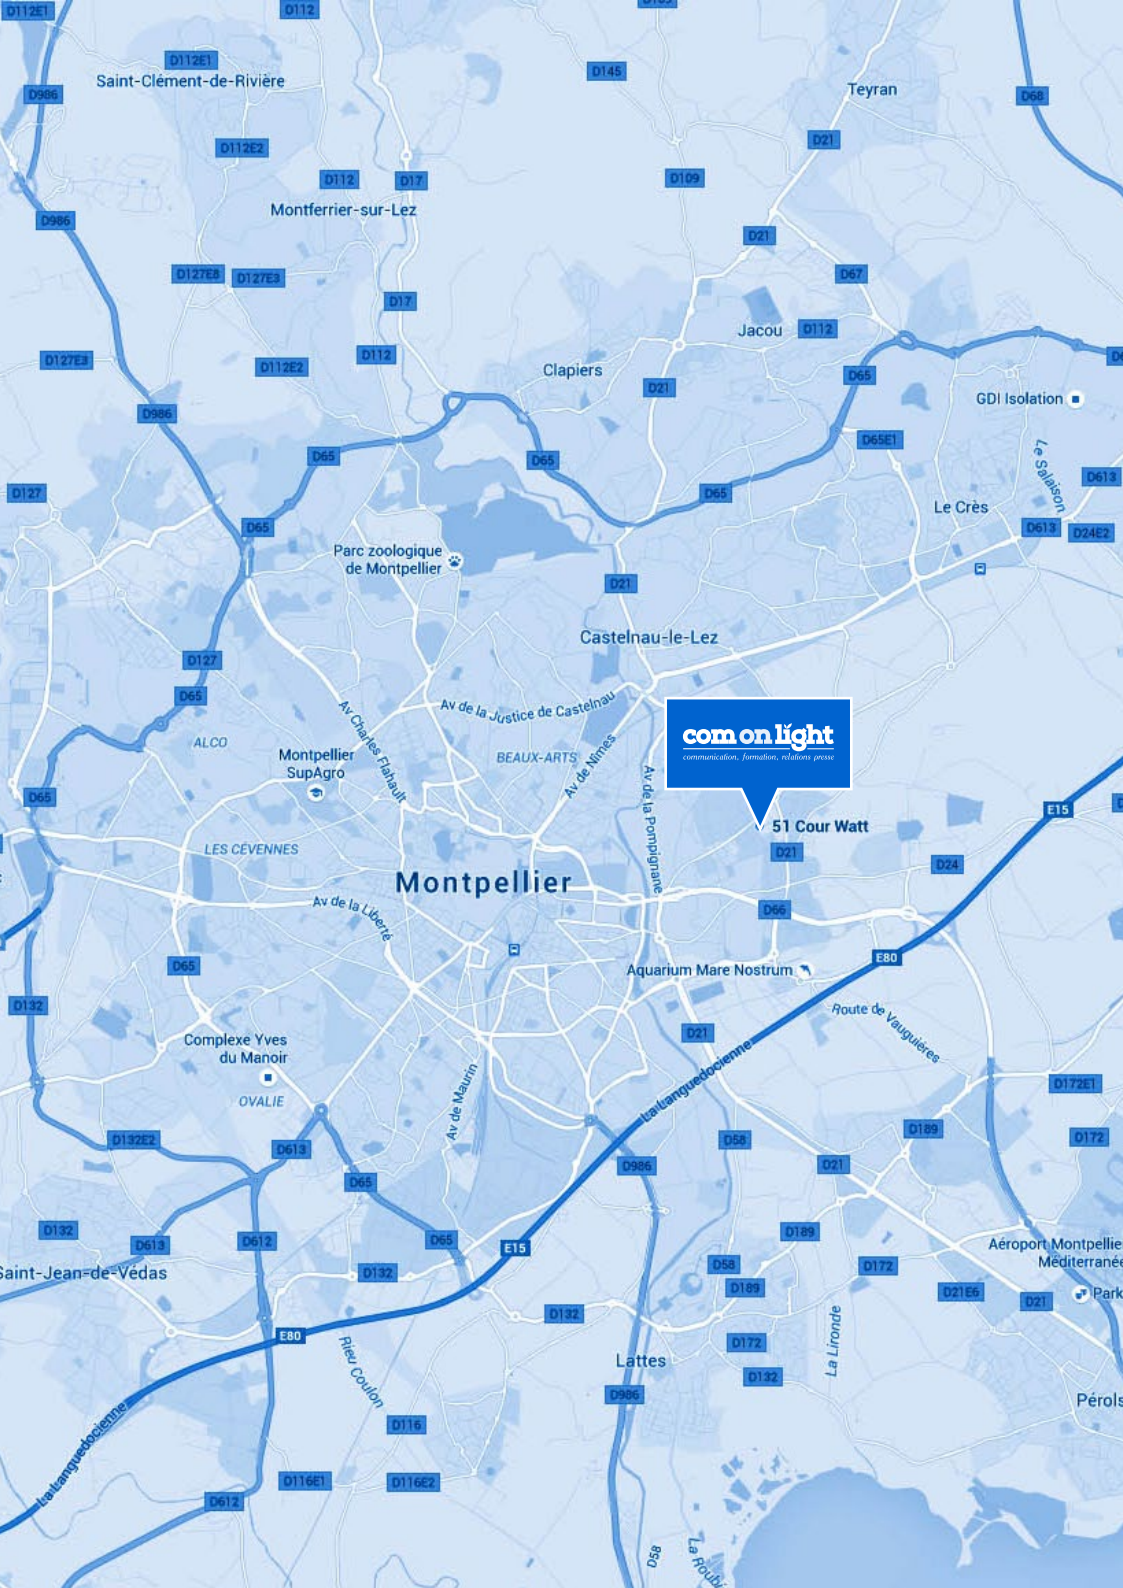 D112E1
D112
D112E1
Saint-Clément-de-Rivière
D145
D986
Teyran
D68
D112E2
D21
D112
D17
D109
Montferrier-sur-Lez
D986
D21
D127E8
D127E3
D67
D17
Jacou
D112
D127E3
D112
D112E2
Clapiers
D65
D21
GDI Isolation
D986
D65E1
D65
D65
Le Salaison
D613
D127
D65
Le Crès
D65
D613
D24E2
Parc zoologique
de Montpellier
D21
Castelnau-le-Lez
D127
D65
Av de la Justice de Castelnau
Av Charles Flahault
ALCO
Montpellier
SupAgro
BEAUX-ARTS
Av de Nîmes
com on light
communication, formation, relations presse
Av de la Pompignane
D65
E15
51 Cour Watt
D21
LES CÉVENNES
D24
Montpellier
Av de la Liberté
D66
D65
E80
Aquarium Mare Nostrum
D132
Route de Vauguières
D21
Complexe Yves
du Manoir
La Languedocienne
Av de Maurin
OVALIE
D172E1
D189
D132E2
D613
D58
D172
D986
D21
D65
D132
D613
D612
D65
E15
D189
Aéroport Montpellier
Méditerranée
Saint-Jean-de-Védas
D132
D58
D172
D189
D21E6
D21
Park
D132
E80
Rieu Coulon
D172
La Lironde
Lattes
D132
D986
Pérols
La Languedocienne
D116
D116E1
D116E2
D612
D58